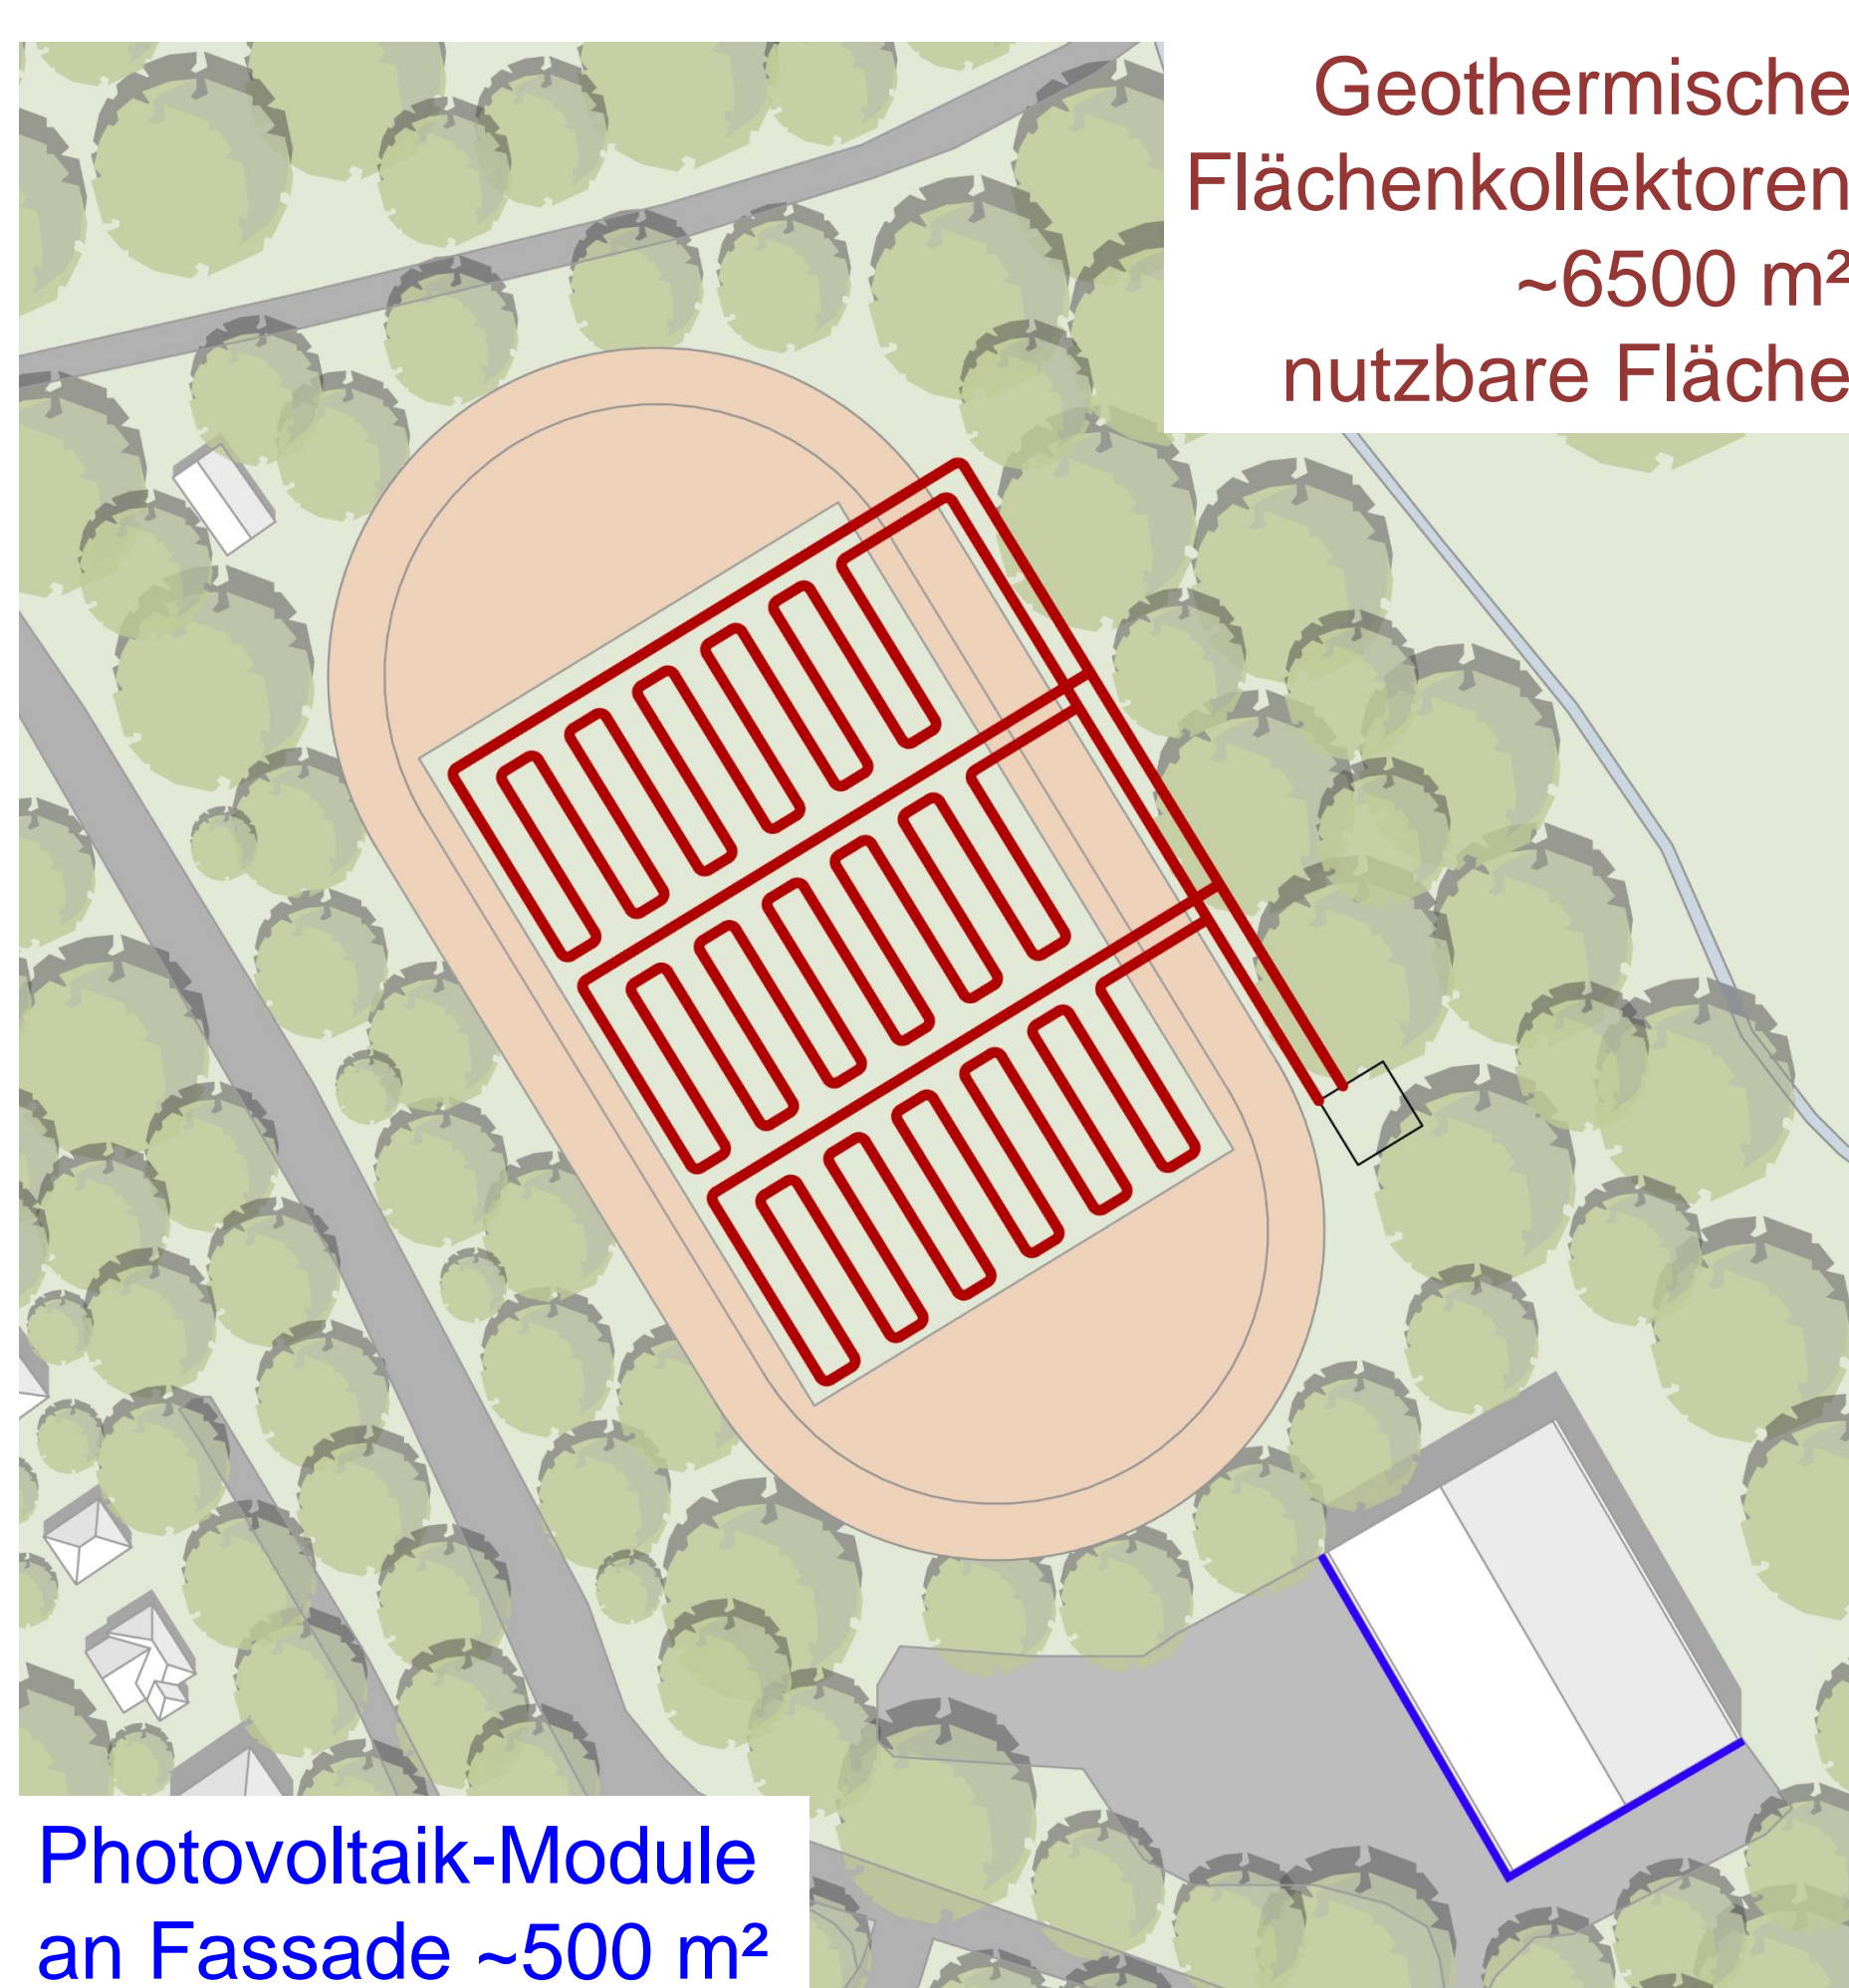 Geothermische
Flächenkollektoren
~6500 m²
nutzbare Fläche
Photovoltaik-Module
an Fassade ~500 m²